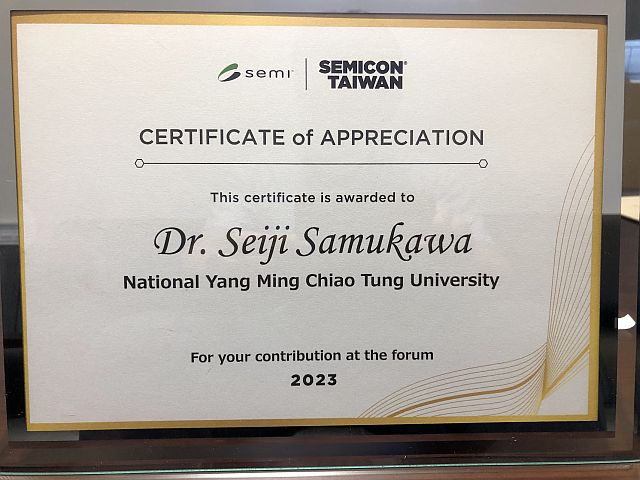 semi
SEMICON®
TAIWAN
CERTIFICATE of APPRECIATION
This certificate is awarded to
Dr. Seiji Samukawa
National Yang Ming Chiao Tung University
For your contribution at the forum
2023